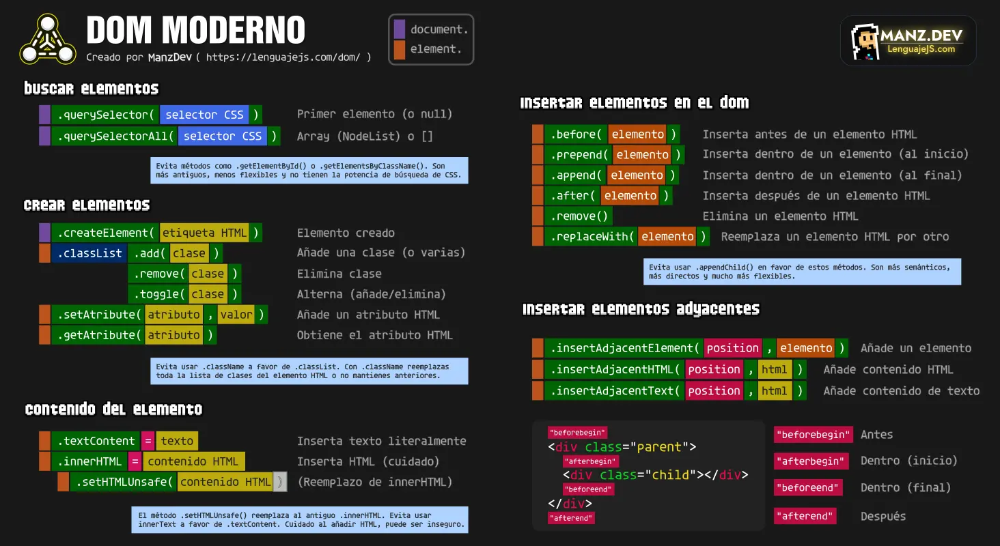 DOM MODERNO
Creado por ManzDev ( https://lenguajejs.com/dom/ )
document.
element.
MANZ.DEV
LenguajeJS.com
buscar elementos
.querySelector( selector CSS ) Primer elemento (o null)
.querySelectorAll( selector CSS ) Array (NodeList) o []
Evita métodos como .getElementById() o .getElementsByClassName(). Son
más antiguos, menos flexibles y no tienen la potencia de búsqueda de CSS.
crear elementos
.createElement( etiqueta HTML ) Elemento creado
.classList .add( clase ) Añade una clase (o varias)
.remove( clase ) Elimina clase
.toggle( clase ) Alterna (añade/elimina)
.setAtribute( atributo , valor ) Añade un atributo HTML
.getAtribute( atributo ) Obtiene el atributo HTML
Evita usar .className a favor de .classList. Con .className reemplazas
toda la lista de clases del elemento HTML o no mantienes anteriores.
contenido del elemento
.textContent = texto Inserta texto literalmente
.innerHTML = contenido HTML Inserta HTML (cuidado)
.setHTMLUnsafe( contenido HTML ) (Reemplazo de innerHTML)
El método .setHTMLUnsafe() reemplaza al antiguo .innerHTML. Evita usar
innerText a favor de .textContent. Cuidado al añadir HTML, puede ser inseguro.
insertar elementos en el dom
.before( elemento ) Inserta antes de un elemento HTML
.prepend( elemento ) Inserta dentro de un elemento (al inicio)
.append( elemento ) Inserta dentro de un elemento (al final)
.after( elemento ) Inserta después de un elemento HTML
.remove() Elimina un elemento HTML
.replaceWith( elemento ) Reemplaza un elemento HTML por otro
Evita usar .appendChild() en favor de estos métodos. Son más semánticos,
más directos y mucho más flexibles.
insertar elementos adyacentes
.insertAdjacentElement( position , elemento ) Añade un elemento
.insertAdjacentHTML( position , html ) Añade contenido HTML
.insertAdjacentText( position , html ) Añade contenido de texto
"beforebegin"
<div class="parent">
"afterbegin"
<div class="child"></div>
"beforeend"
</div>
"afterend"
"beforebegin" Antes
"afterbegin" Dentro (inicio)
"beforeend" Dentro (final)
"afterend" Después